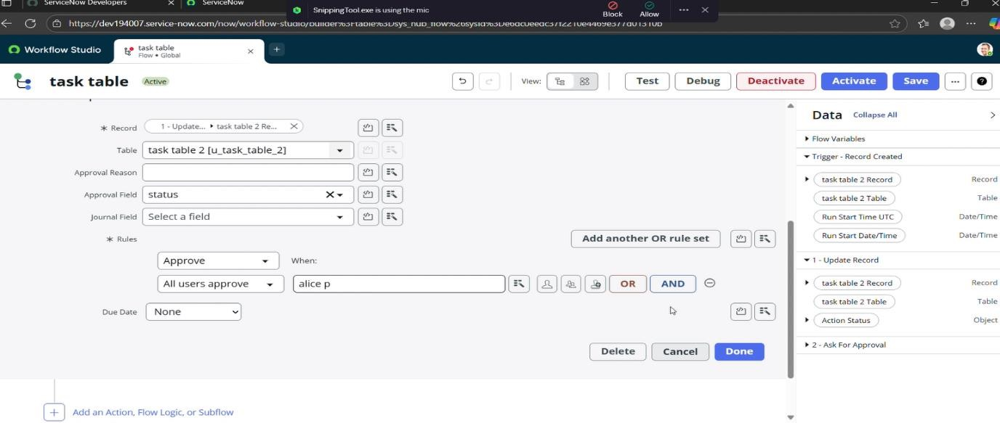 ServiceNow Developers × ServiceNow SnippingTool.exe is using the mic Block Allow
https://dev194007.service-now.com/now/workflow-studio/builder%3Ftable%3Dsys_hub_flow%26sysId%3D
Workflow Studio task table Flow • Global
task table Active View: Test Debug Deactivate Activate Save
Data Collapse All
* Record 1 - Update... ▸ task table 2 Re...
Table task table 2 [u_task_table_2]
Approval Reason
Approval Field status
Journal Field Select a field
* Rules Add another OR rule set
Approve When:
All users approve alice p OR AND
Due Date None
Delete Cancel Done
Add an Action, Flow Logic, or Subflow
Flow Variables
Trigger - Record Created
task table 2 Record Record
task table 2 Table Table
Run Start Time UTC Date/Time
Run Start Date/Time Date/Time
1 - Update Record
task table 2 Record Record
task table 2 Table Table
Action Status Object
2 - Ask For Approval